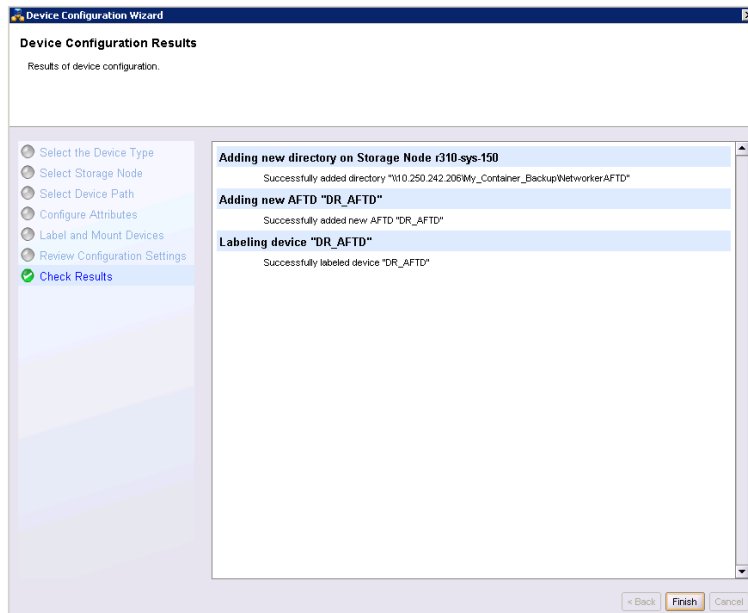 Device Configuration Wizard
Device Configuration Results
Results of device configuration.
Select the Device Type
Select Storage Node
Select Device Path
Configure Attributes
Label and Mount Devices
Review Configuration Settings
Check Results
Adding new directory on Storage Node r310-sys-150
Successfully added directory "\\10.250.242.206\My_Container_Backup\NetworkerAFTD"
Adding new AFTD "DR_AFTD"
Successfully added new AFTD "DR_AFTD"
Labeling device "DR_AFTD"
Successfully labeled device "DR_AFTD"
< Back Finish Cancel